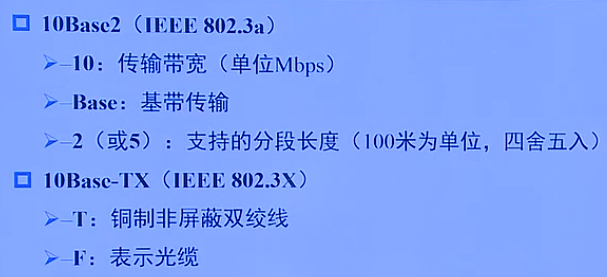 10Base2（IEEE 802.3a）
–10：传输带宽（单位Mbps）
–Base：基带传输
–2（或5）：支持的分段长度（100米为单位，四舍五入）
10Base-TX（IEEE 802.3X）
–T：铜制非屏蔽双绞线
–F：表示光缆